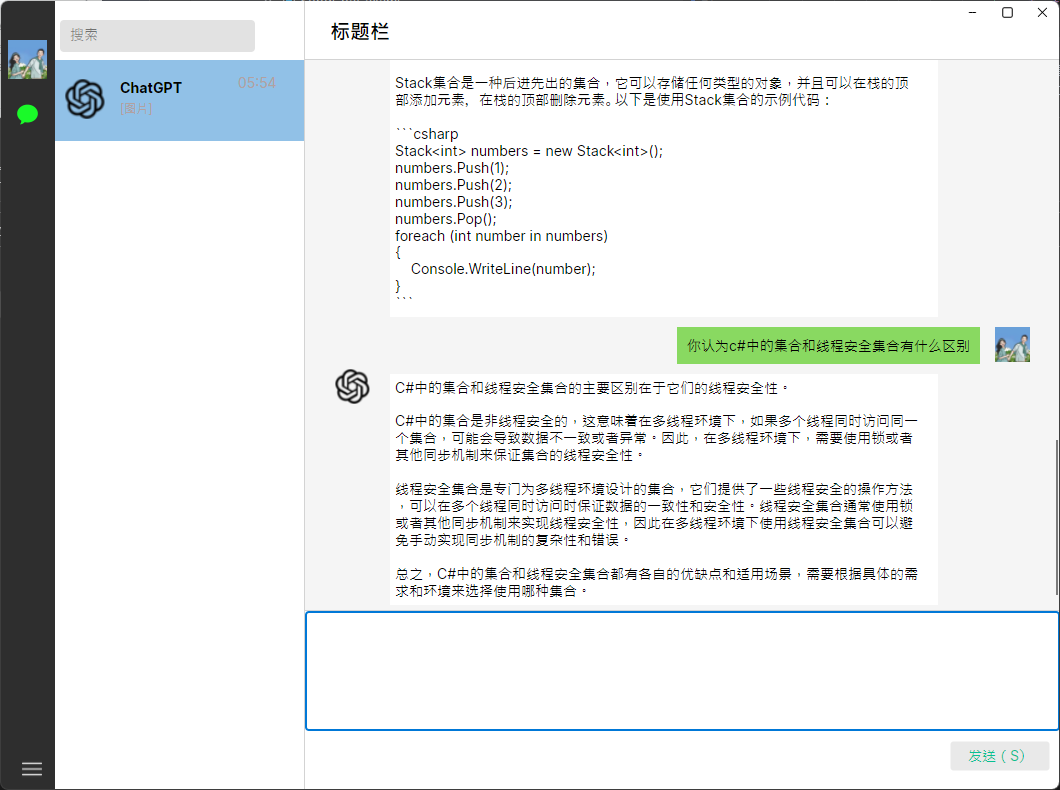 搜索
ChatGPT
05:54
[图片]
标题栏
Stack集合是一种后进先出的集合，它可以存储任何类型的对象，并且可以在栈的顶
部添加元素，在栈的顶部删除元素。以下是使用Stack集合的示例代码：
```csharp
Stack<int> numbers = new Stack<int>();
numbers.Push(1);
numbers.Push(2);
numbers.Push(3);
numbers.Pop();
foreach (int number in numbers)
{
    Console.WriteLine(number);
}
```
你认为c#中的集合和线程安全集合有什么区别
C#中的集合和线程安全集合的主要区别在于它们的线程安全性。
C#中的集合是非线程安全的，这意味着在多线程环境下，如果多个线程同时访问同一
个集合，可能会导致数据不一致或者异常。因此，在多线程环境下，需要使用锁或者
其他同步机制来保证集合的线程安全性。
线程安全集合是专门为多线程环境设计的集合，它们提供了一些线程安全的操作方法
，可以在多个线程同时访问时保证数据的一致性和安全性。线程安全集合通常使用锁
或者其他同步机制来实现线程安全性，因此在多线程环境下使用线程安全集合可以避
免手动实现同步机制的复杂性和错误。
总之，C#中的集合和线程安全集合都有各自的优缺点和适用场景，需要根据具体的需
求和环境来选择使用哪种集合。
发送（S）